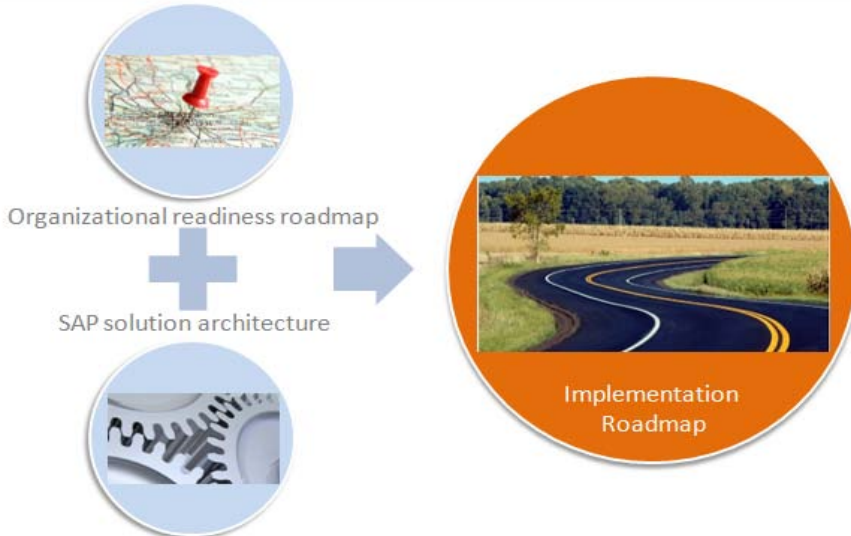 Organizational readiness roadmap
SAP solution architecture
Implementation
Roadmap